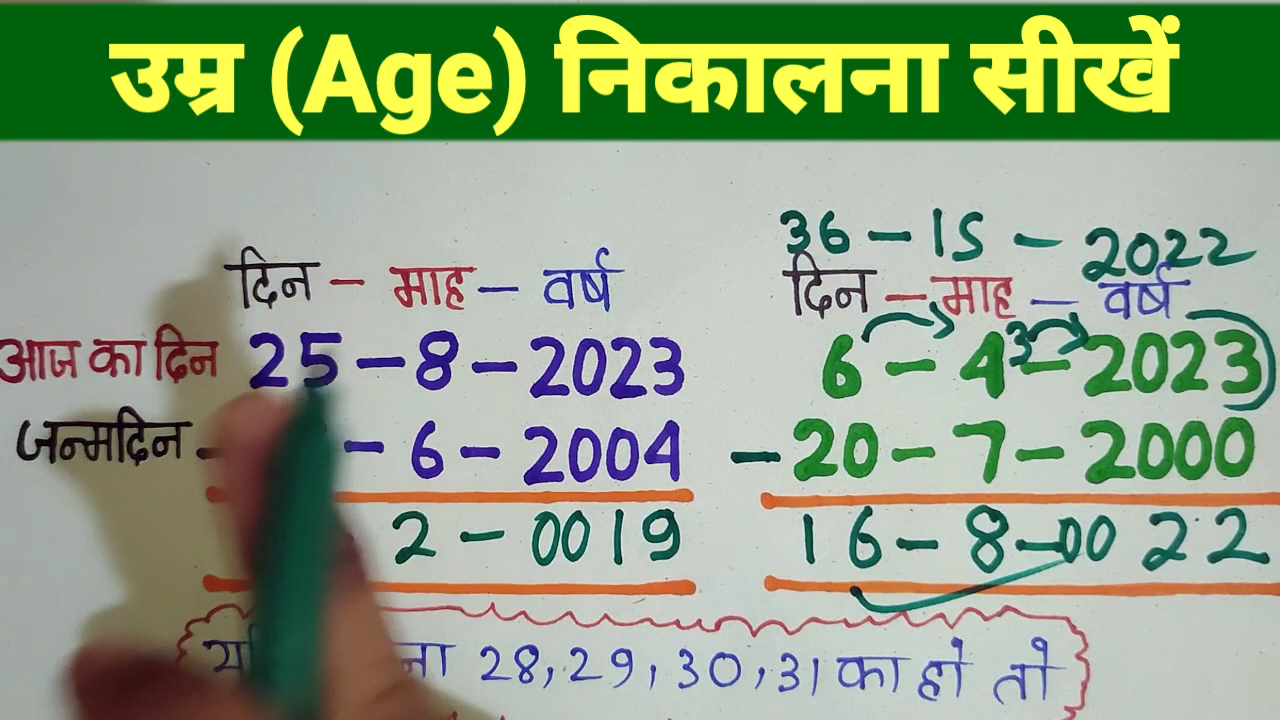 उम्र (Age) निकालना सीखें
36 - 15 - 2022
दिन - माह - वर्ष
दिन - माह - वर्ष
आज का दिन 25 - 8 - 2023
6 - 4 3 - 2023
जन्मदिन - - 6 - 2004
- 20 - 7 - 2000
2 - 0019
16 - 8 - 00 22
28, 29, 30, 31 का हो तो